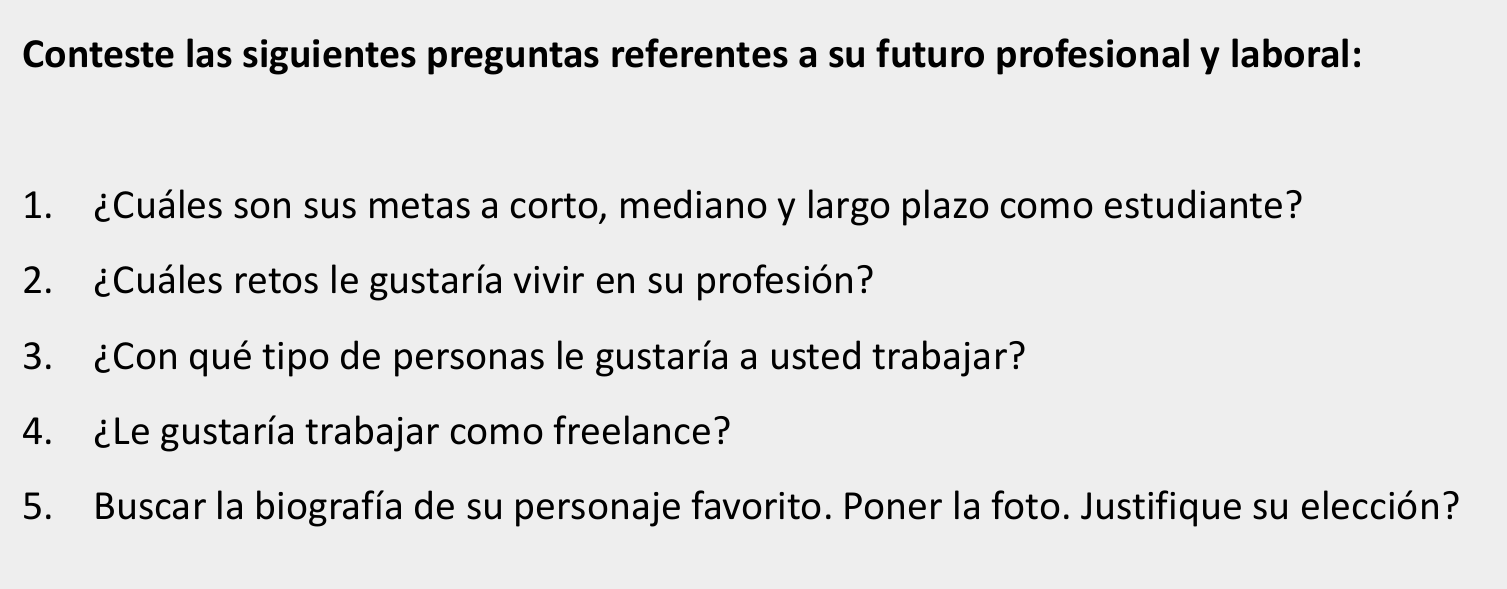 Conteste las siguientes preguntas referentes a su futuro profesional y laboral:
1. ¿Cuáles son sus metas a corto, mediano y largo plazo como estudiante?
2. ¿Cuáles retos le gustaría vivir en su profesión?
3. ¿Con qué tipo de personas le gustaría a usted trabajar?
4. ¿Le gustaría trabajar como freelance?
5. Buscar la biografía de su personaje favorito. Poner la foto. Justifique su elección?